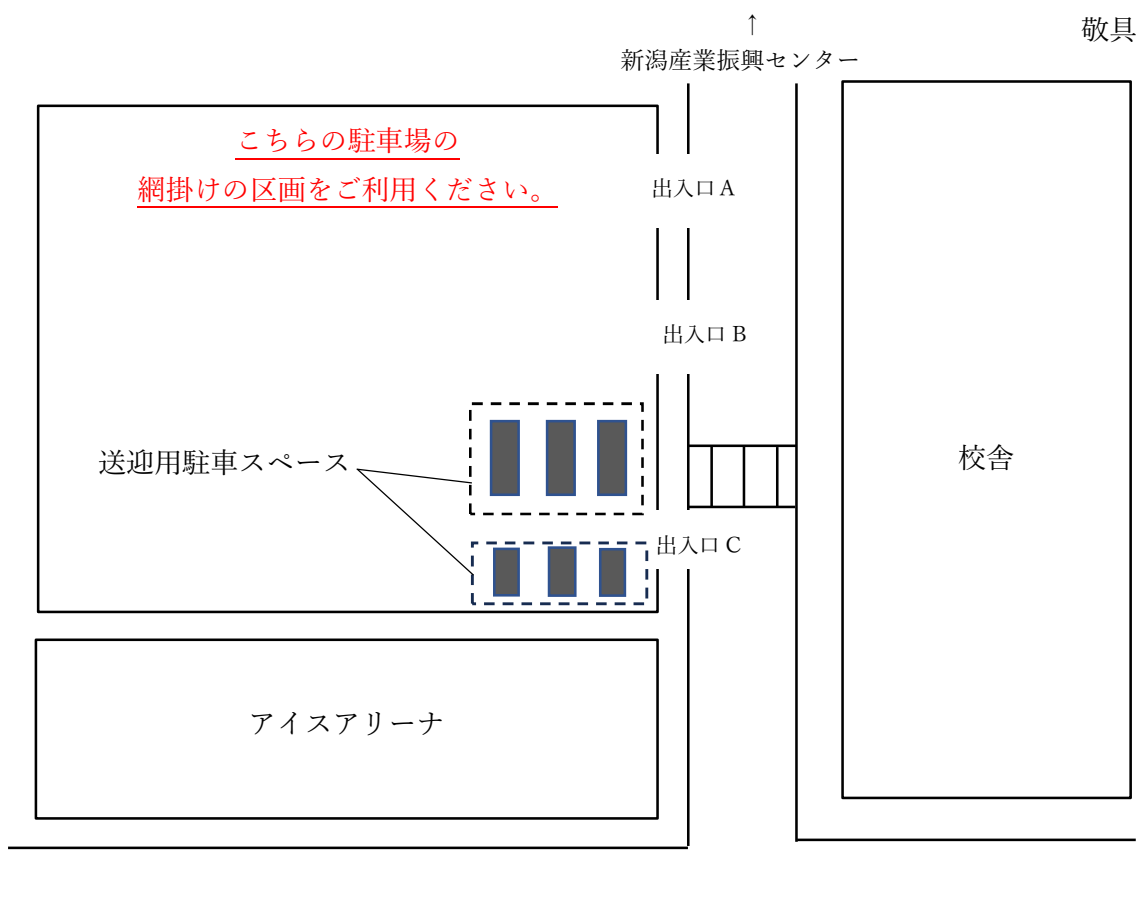 敬具
↑
新潟産業振興センター
こちらの駐車場の
網掛けの区画をご利用ください。
出入口 A
出入口 B
送迎用駐車スペース
校舎
出入口 C
アイスアリーナ